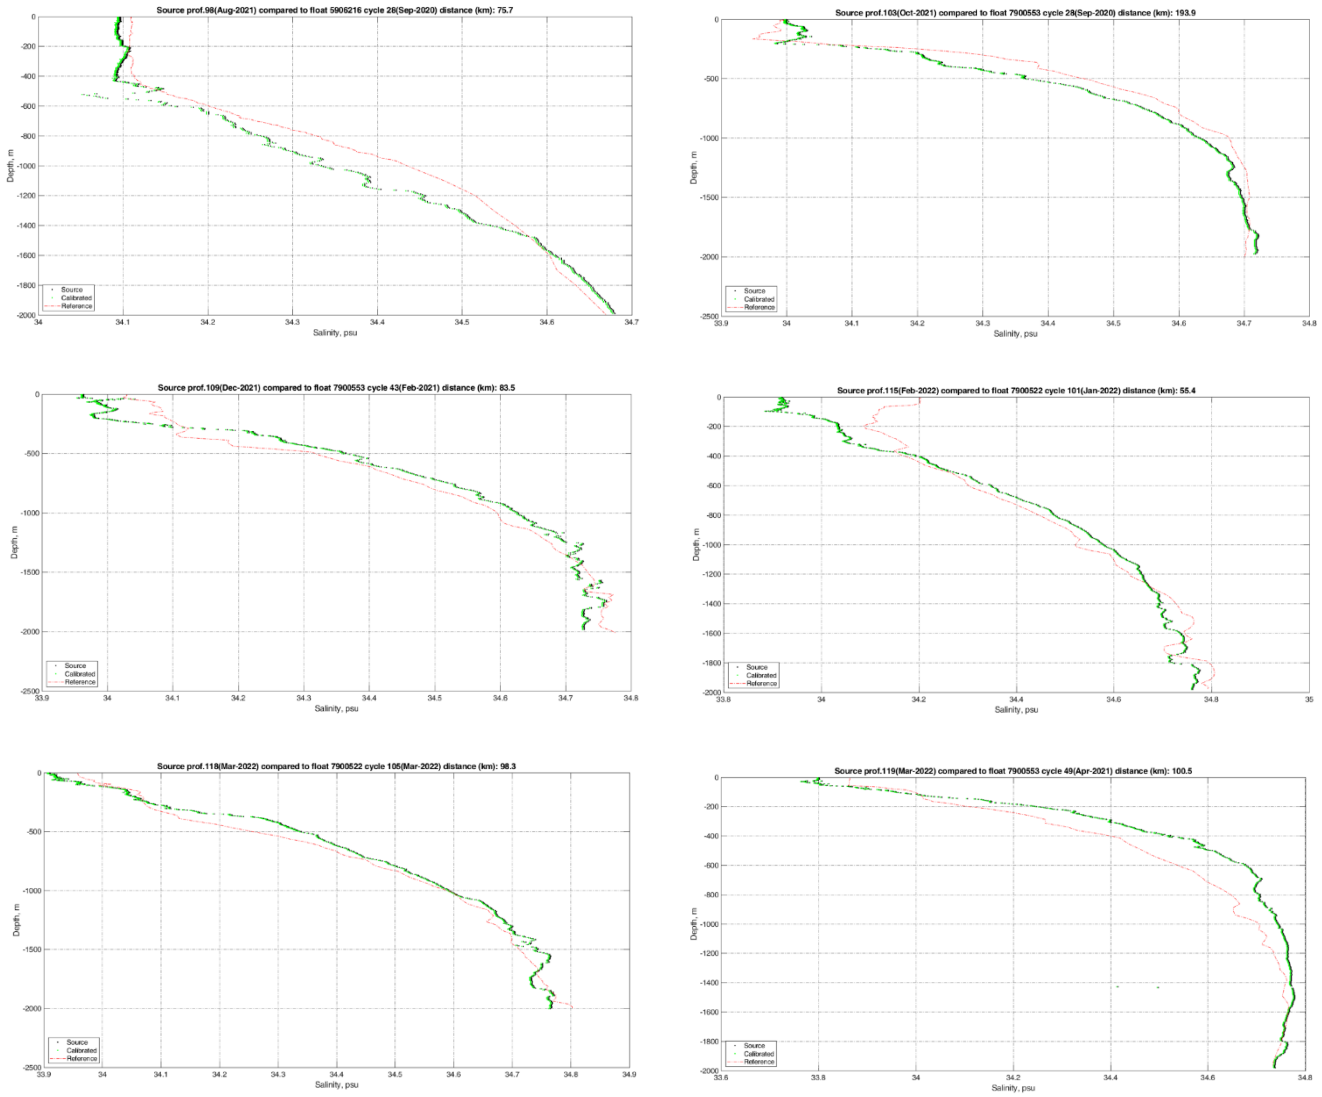 Source prof.98(Aug-2021) compared to float 5906216 cycle 28(Sep-2020) distance (km): 75.7
0
-200
-400
-600
-800
-1000
-1200
-1400
-1600
-1800
-2000
Depth, m
Source
Calibrated
Reference
34 34.1 34.2 34.3 34.4 34.5 34.6 34.7
Salinity, psu
Source prof.103(Oct-2021) compared to float 7900553 cycle 28(Sep-2020) distance (km): 193.9
0
-500
-1000
-1500
-2000
-2500
Depth, m
Source
Calibrated
Reference
33.9 34 34.1 34.2 34.3 34.4 34.5 34.6 34.7 34.8
Salinity, psu
Source prof.109(Dec-2021) compared to float 7900553 cycle 43(Feb-2021) distance (km): 83.5
0
-500
-1000
-1500
-2000
-2500
Depth, m
Source
Calibrated
Reference
33.9 34 34.1 34.2 34.3 34.4 34.5 34.6 34.7 34.8
Salinity, psu
Source prof.115(Feb-2022) compared to float 7900522 cycle 101(Jan-2022) distance (km): 55.4
0
-200
-400
-600
-800
-1000
-1200
-1400
-1600
-1800
-2000
Depth, m
Source
Calibrated
Reference
33.8 34 34.2 34.4 34.6 34.8 35
Salinity, psu
Source prof.118(Mar-2022) compared to float 7900522 cycle 105(Mar-2022) distance (km): 98.3
0
-500
-1000
-1500
-2000
-2500
Depth, m
Source
Calibrated
Reference
33.9 34 34.1 34.2 34.3 34.4 34.5 34.6 34.7 34.8 34.9
Salinity, psu
Source prof.119(Mar-2022) compared to float 7900553 cycle 49(Apr-2021) distance (km): 100.5
0
-200
-400
-600
-800
-1000
-1200
-1400
-1600
-1800
-2000
Depth, m
Source
Calibrated
Reference
33.6 33.8 34 34.2 34.4 34.6 34.8
Salinity, psu